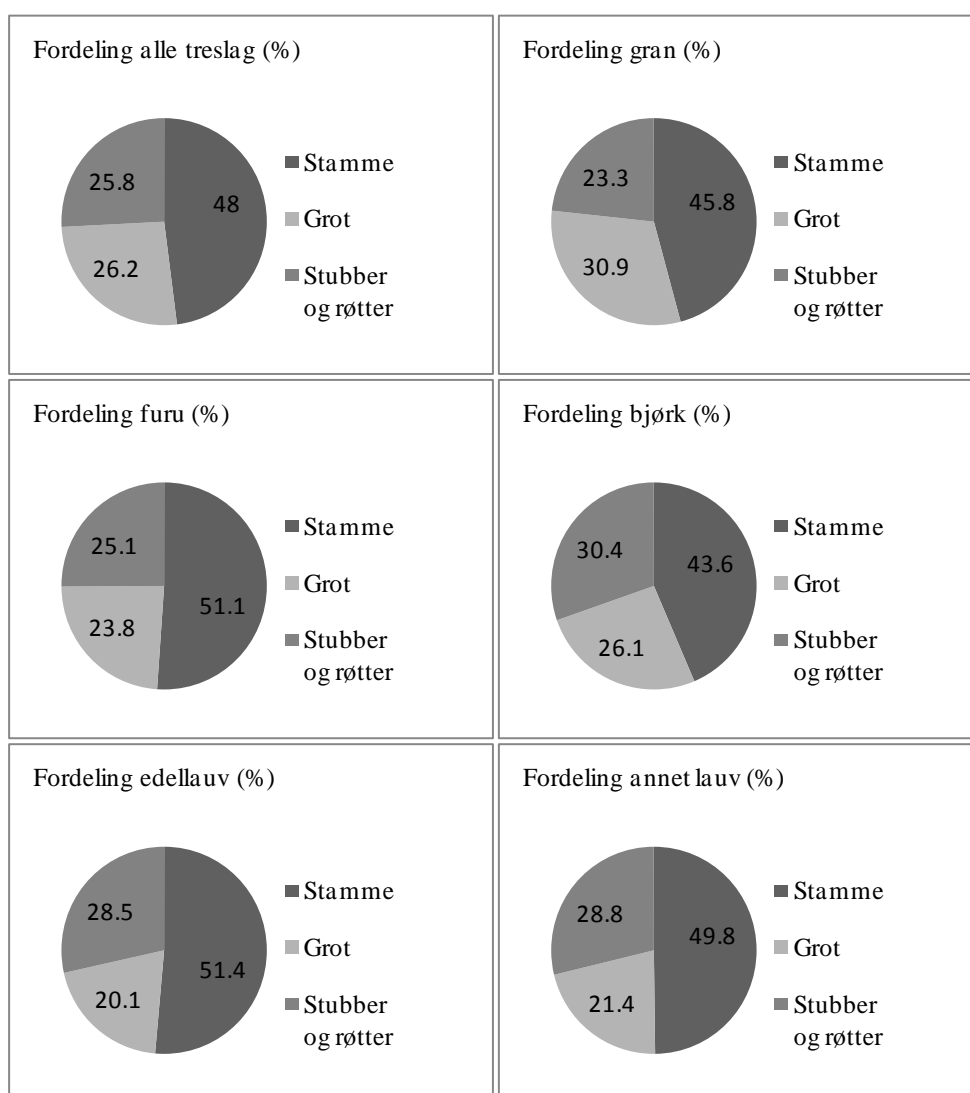 Fordeling alle treslag (%)
48
26.2
25.8
Stamme
Grot
Stubber
og røtter
Fordeling gran (%)
45.8
30.9
23.3
Stamme
Grot
Stubber
og røtter
Fordeling furu (%)
51.1
23.8
25.1
Stamme
Grot
Stubber
og røtter
Fordeling bjørk (%)
43.6
26.1
30.4
Stamme
Grot
Stubber
og røtter
Fordeling edellauv (%)
51.4
20.1
28.5
Stamme
Grot
Stubber
og røtter
Fordeling annet lauv (%)
49.8
21.4
28.8
Stamme
Grot
Stubber
og røtter